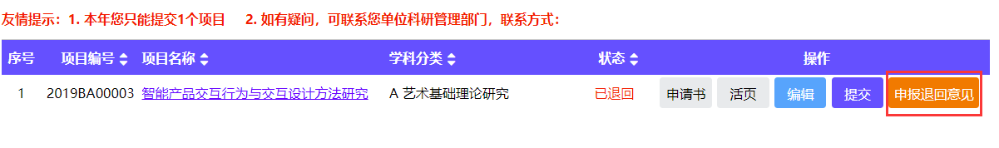 友情提示：1. 本年您只能提交1个项目 2. 如有疑问，可联系您单位科研管理部门，联系方式：
序号 项目编号 项目名称 学科分类 状态 操作
1 2019BA00003 智能产品交互行为与交互设计方法研究 A 艺术基础理论研究 已退回 申请书 活页 编辑 提交 申报退回意见